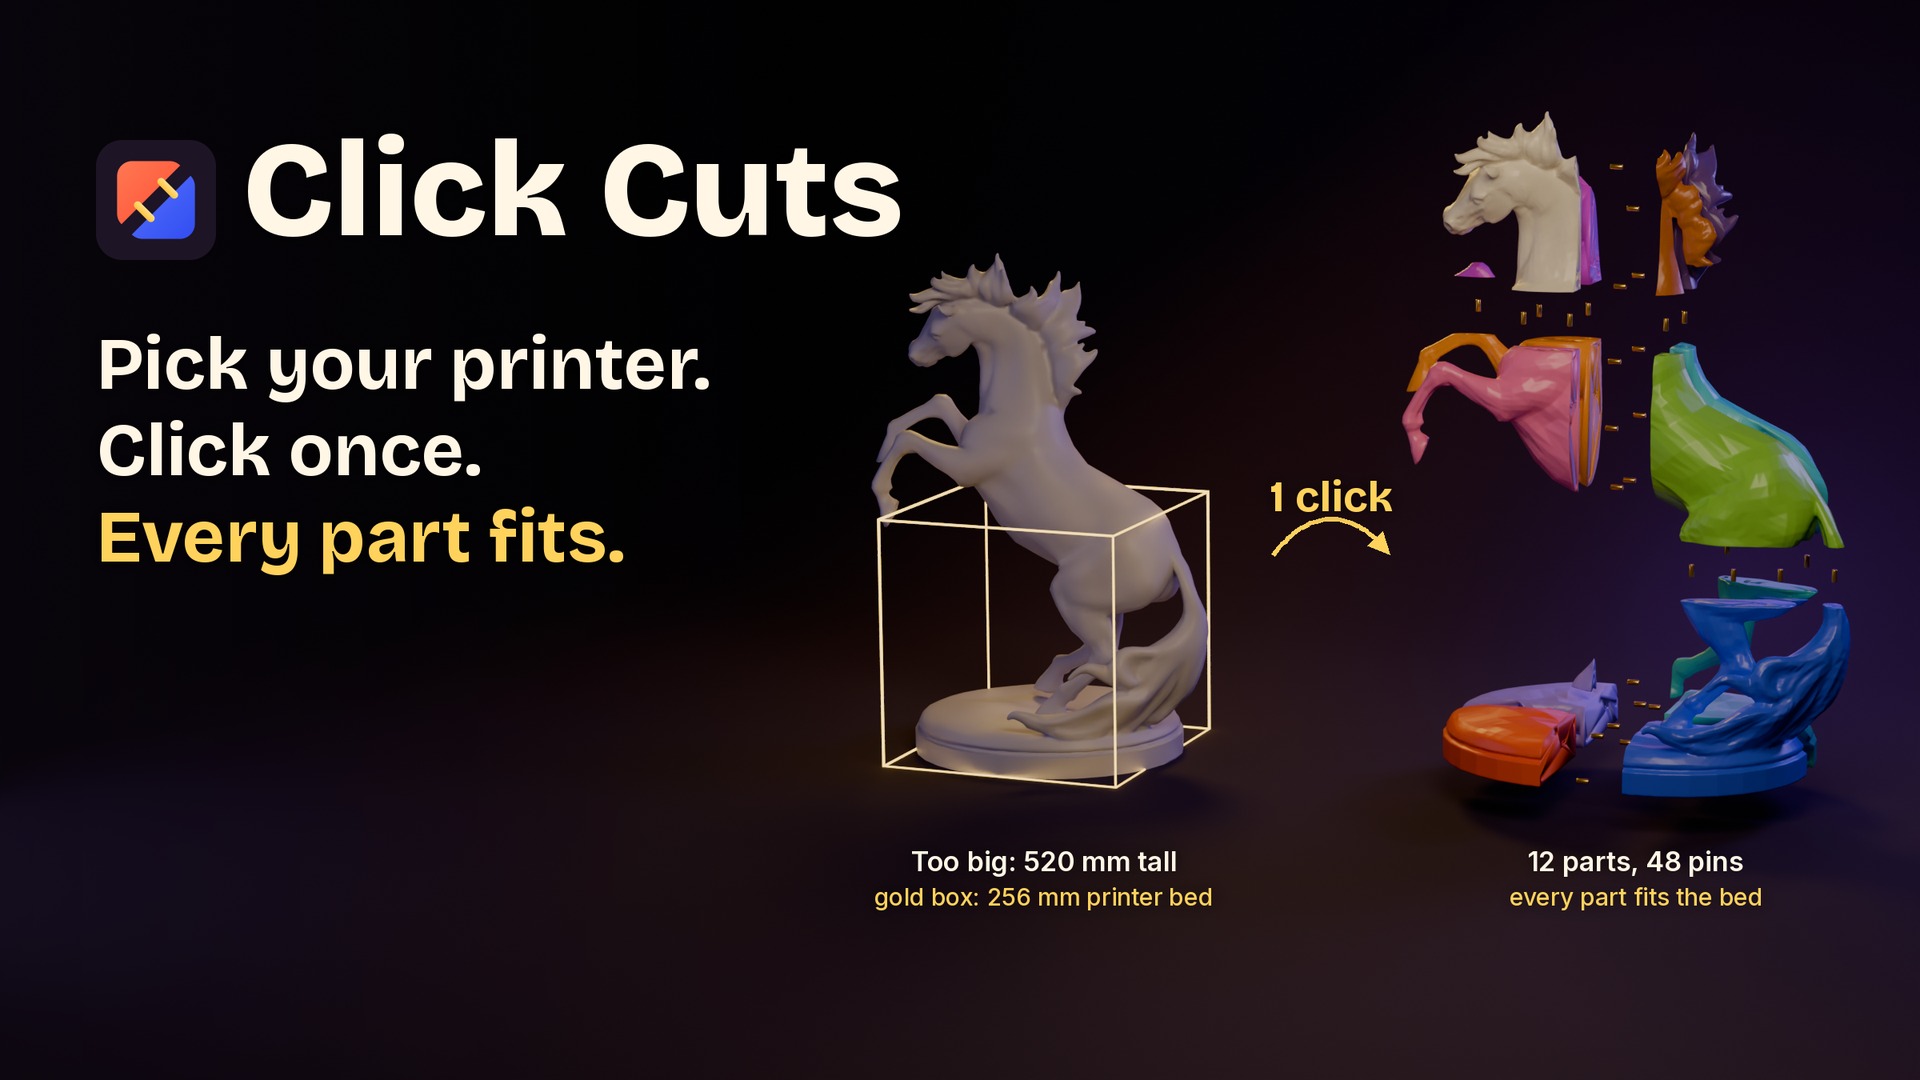 Click Cuts
Pick your printer.
Click once.
Every part fits.
1 click
Too big: 520 mm tall
gold box: 256 mm printer bed
12 parts, 48 pins
every part fits the bed